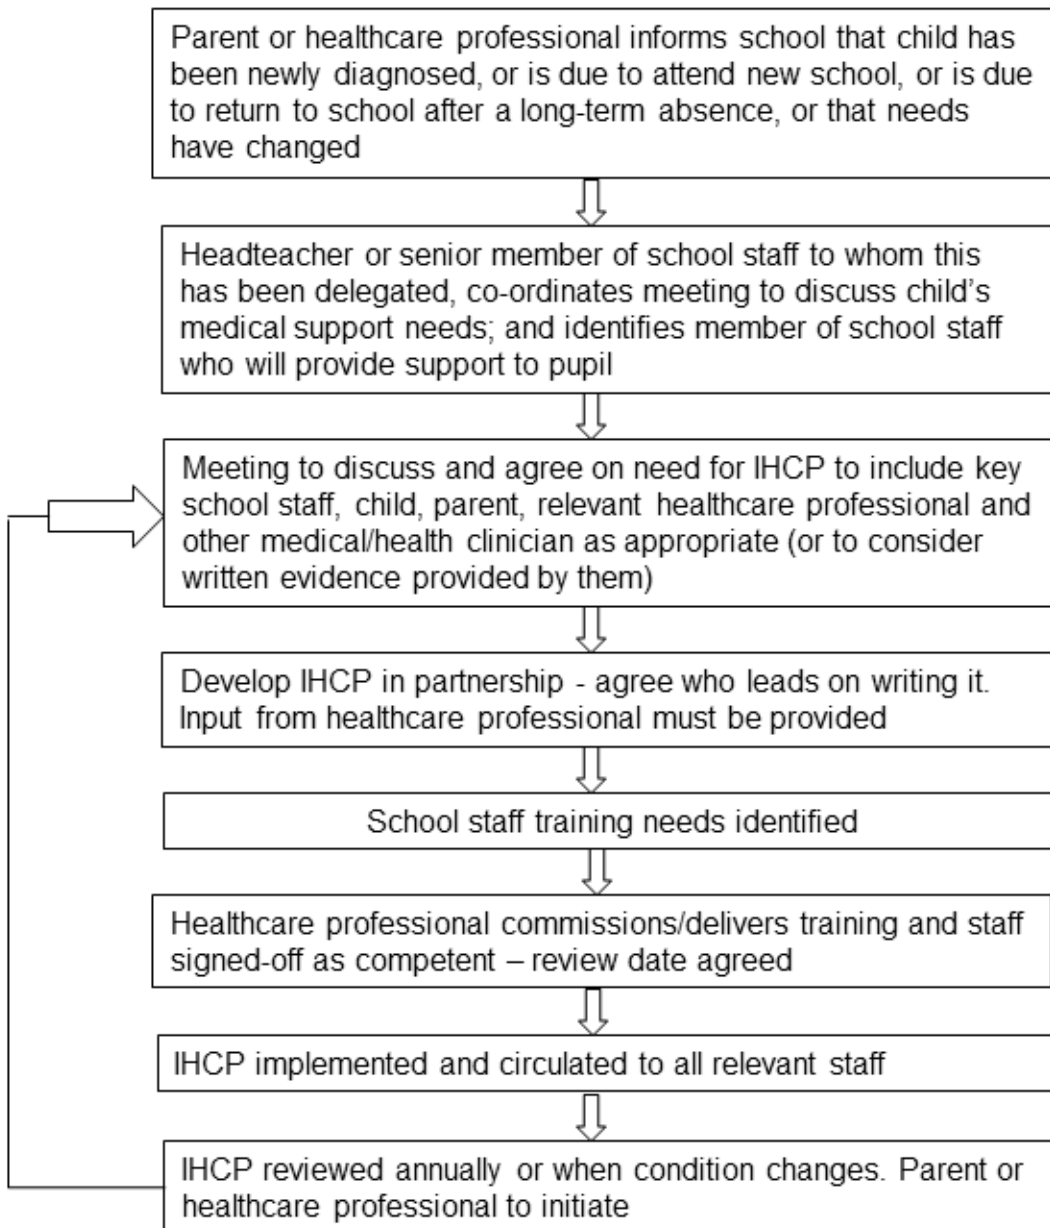 Parent or healthcare professional informs school that child has
been newly diagnosed, or is due to attend new school, or is due
to return to school after a long-term absence, or that needs
have changed
Headteacher or senior member of school staff to whom this
has been delegated, co-ordinates meeting to discuss child’s
medical support needs; and identifies member of school staff
who will provide support to pupil
Meeting to discuss and agree on need for IHCP to include key
school staff, child, parent, relevant healthcare professional and
other medical/health clinician as appropriate (or to consider
written evidence provided by them)
Develop IHCP in partnership - agree who leads on writing it.
Input from healthcare professional must be provided
School staff training needs identified
Healthcare professional commissions/delivers training and staff
signed-off as competent – review date agreed
IHCP implemented and circulated to all relevant staff
IHCP reviewed annually or when condition changes. Parent or
healthcare professional to initiate